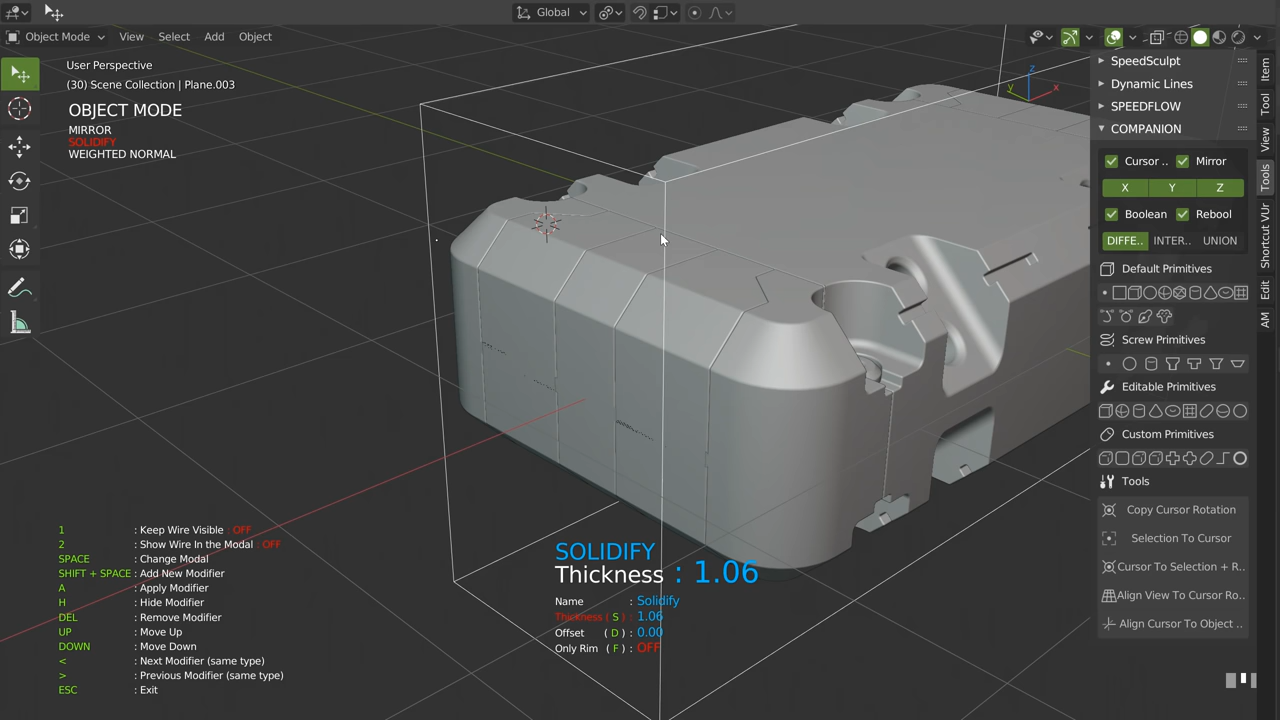 Global
Object Mode
View
Select
Add
Object
User Perspective
(30) Scene Collection | Plane.003
OBJECT MODE
MIRROR
SOLIDIFY
WEIGHTED NORMAL
z
y
x
SpeedSculpt
Dynamic Lines
SPEEDFLOW
COMPANION
Cursor ..
Mirror
X
Y
Z
Boolean
Rebool
DIFFE..
INTER..
UNION
Default Primitives
Screw Primitives
Editable Primitives
Custom Primitives
Tools
Copy Cursor Rotation
Selection To Cursor
Cursor To Selection + R..
Align View To Cursor Ro..
Align Cursor To Object ..
Item
Tool
View
Tools
Shortcut VUr
Edit
AM
1 : Keep Wire Visible : OFF
2 : Show Wire In the Modal : OFF
SPACE : Change Modal
SHIFT + SPACE : Add New Modifier
A : Apply Modifier
H : Hide Modifier
DEL : Remove Modifier
UP : Move Up
DOWN : Move Down
< : Next Modifier (same type)
> : Previous Modifier (same type)
ESC : Exit
SOLIDIFY
Thickness : 1.06
Name : Solidify
Thickness ( S ) : 1.06
Offset ( D ) : 0.00
Only Rim ( F ) : OFF